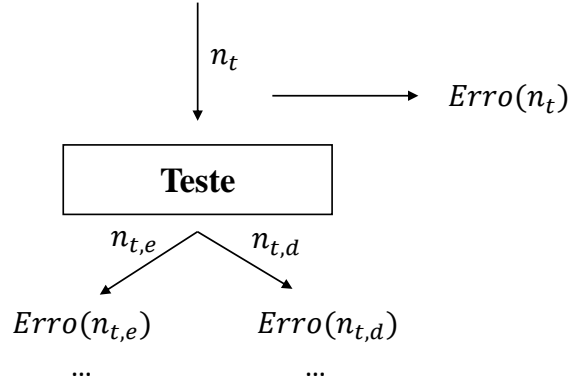 n_t
Erro(n_t)
Teste
n_{t,e} n_{t,d}
Erro(n_{t,e}) Erro(n_{t,d})
... ...